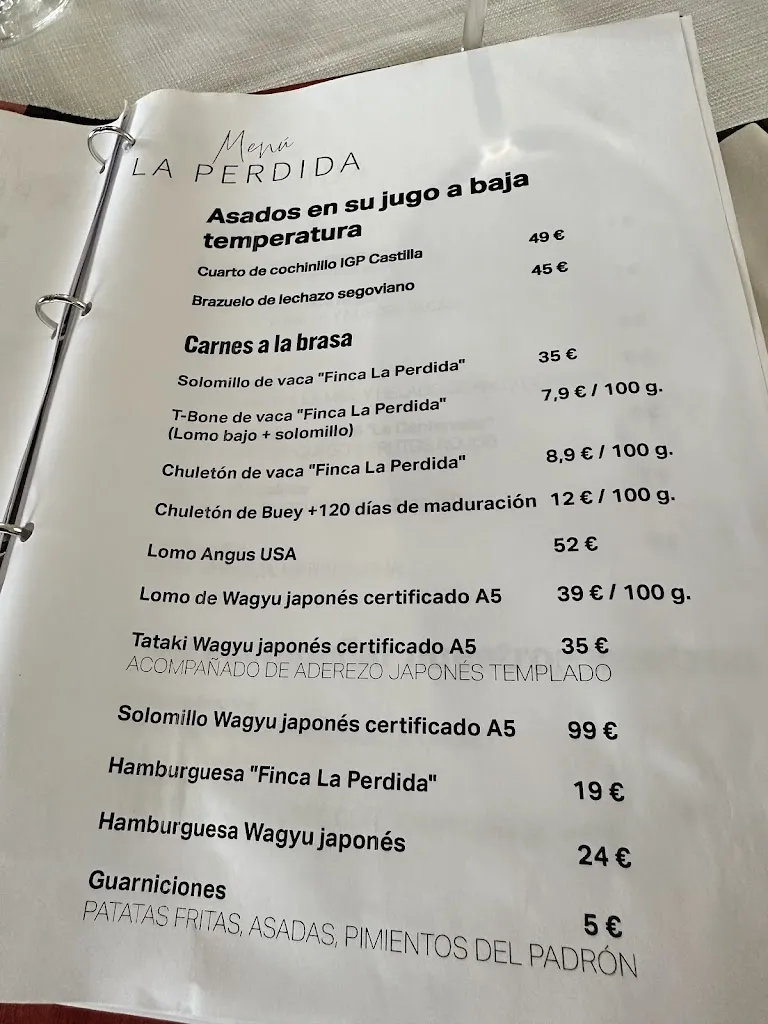 Menú
LA PERDIDA
Asados en su jugo a baja
temperatura
Cuarto de cochinillo IGP Castilla 49 €
Brazuelo de lechazo segoviano 45 €
Carnes a la brasa
Solomillo de vaca "Finca La Perdida" 35 €
T-Bone de vaca "Finca La Perdida" 7,9 € / 100 g.
(Lomo bajo + solomillo)
Chuletón de vaca "Finca La Perdida" 8,9 € / 100 g.
Chuletón de Buey +120 días de maduración 12 € / 100 g.
Lomo Angus USA 52 €
Lomo de Wagyu japonés certificado A5 39 € / 100 g.
Tataki Wagyu japonés certificado A5 35 €
ACOMPAÑADO DE ADEREZO JAPONÉS TEMPLADO
Solomillo Wagyu japonés certificado A5 99 €
Hamburguesa "Finca La Perdida" 19 €
Hamburguesa Wagyu japonés 24 €
Guarniciones 5 €
PATATAS FRITAS, ASADAS, PIMIENTOS DEL PADRÓN